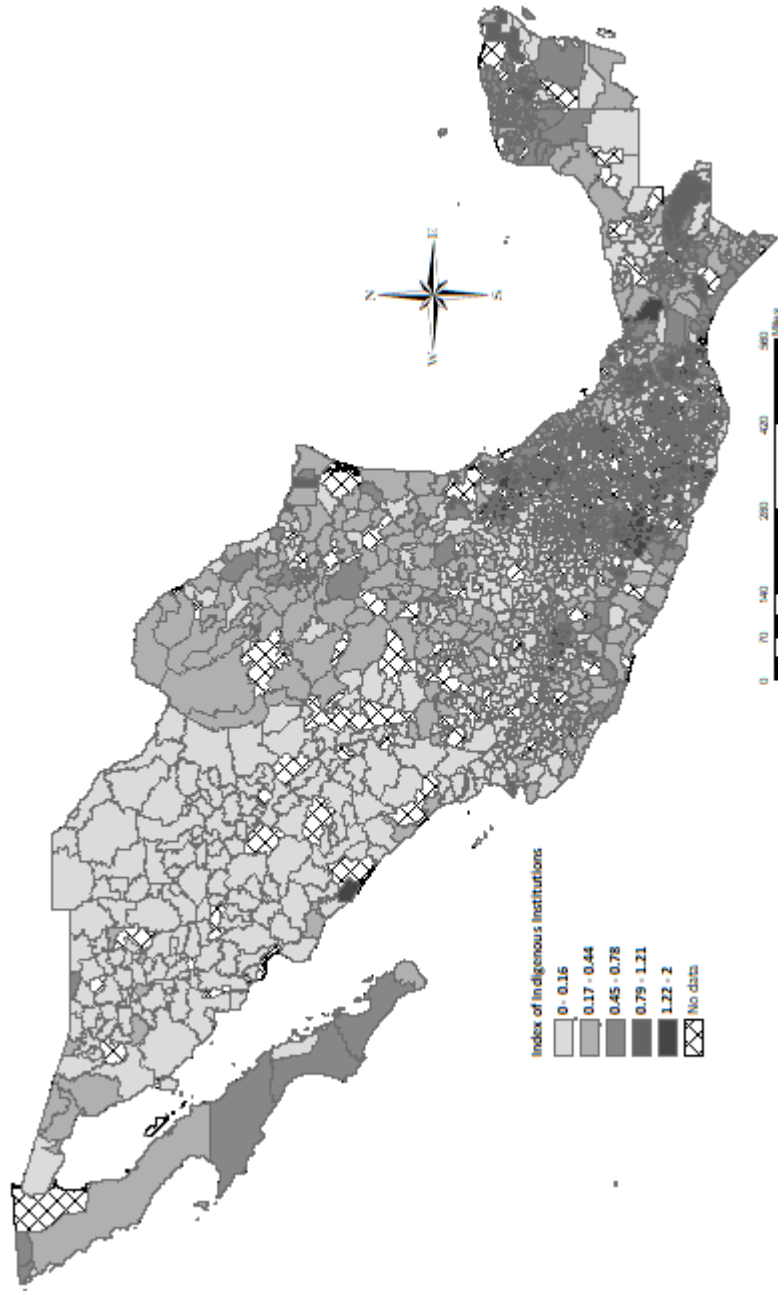 N
W
E
S
Index of Indigenous Institutions
0 - 0.16
0.17 - 0.44
0.45 - 0.78
0.79 - 1.21
1.22 - 2
No data
0 70 140 280 420 560
Miles